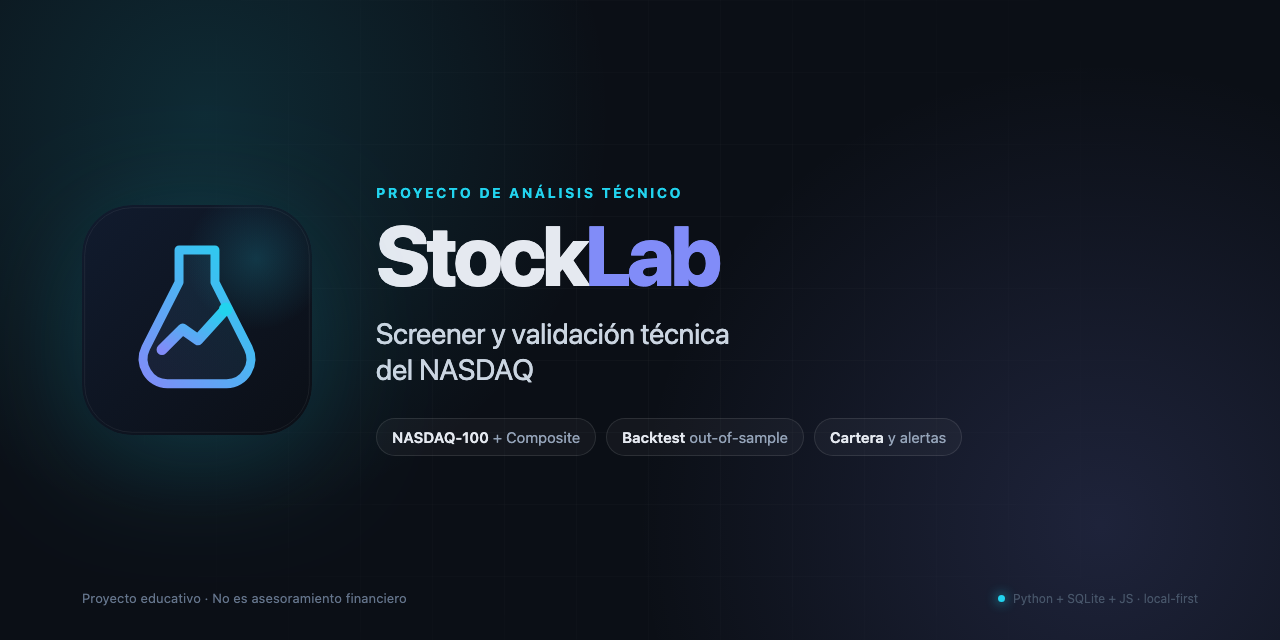 PROYECTO DE ANÁLISIS TÉCNICO
StockLab
Screener y validación técnica
del NASDAQ
NASDAQ-100 + Composite
Backtest out-of-sample
Cartera y alertas
Proyecto educativo · No es asesoramiento financiero
Python + SQLite + JS · local-first